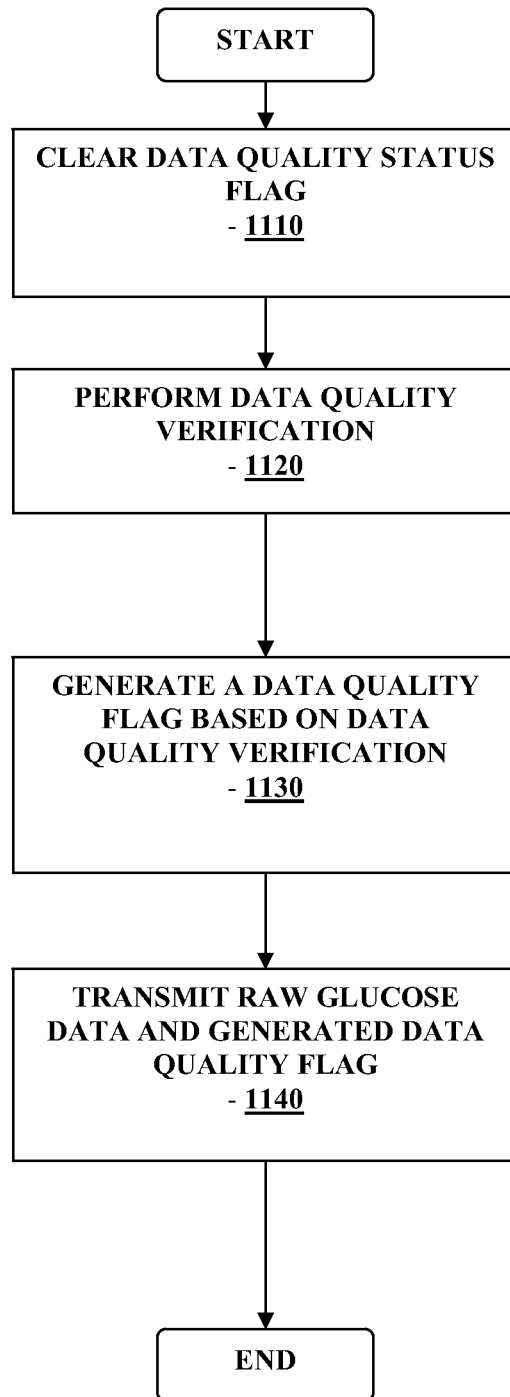 START
CLEAR DATA QUALITY STATUS
FLAG
- 1110
PERFORM DATA QUALITY
VERIFICATION
- 1120
GENERATE A DATA QUALITY
FLAG BASED ON DATA
QUALITY VERIFICATION
- 1130
TRANSMIT RAW GLUCOSE
DATA AND GENERATED DATA
QUALITY FLAG
- 1140
END